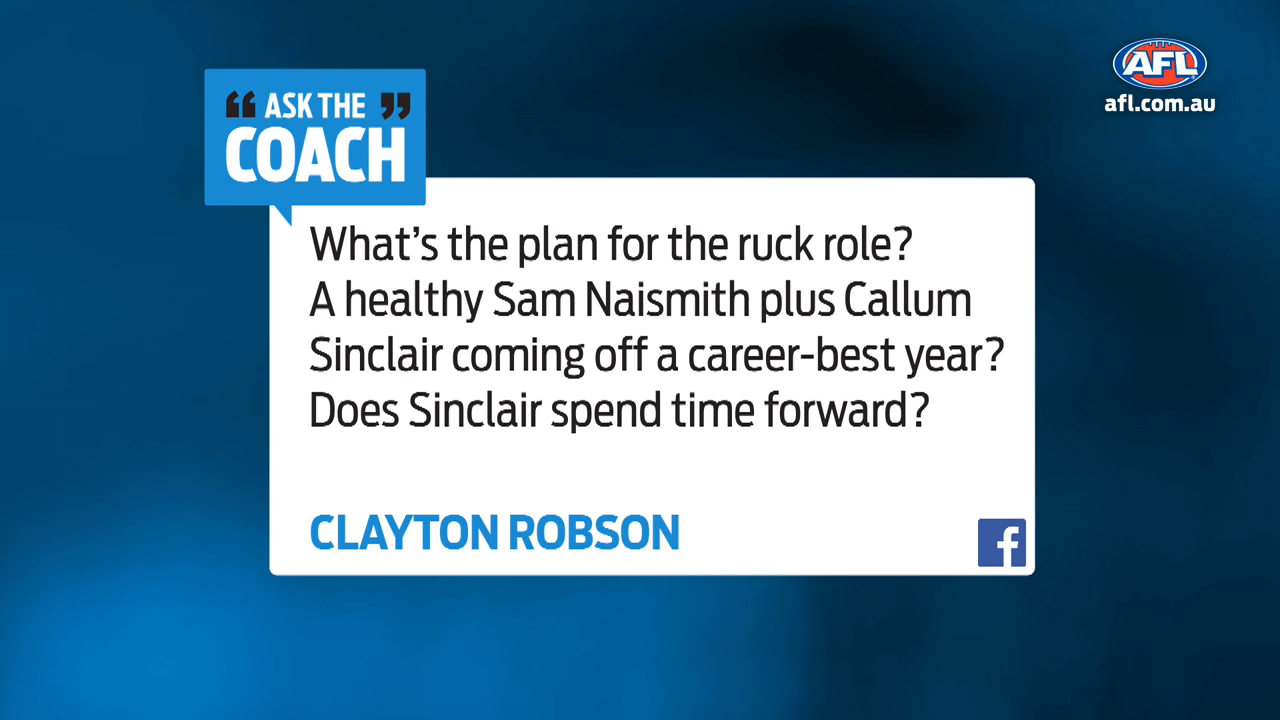 AFL
afl.com.au
“ ASK THE ”
COACH
What’s the plan for the ruck role?
A healthy Sam Naismith plus Callum
Sinclair coming off a career-best year?
Does Sinclair spend time forward?
CLAYTON ROBSON
f